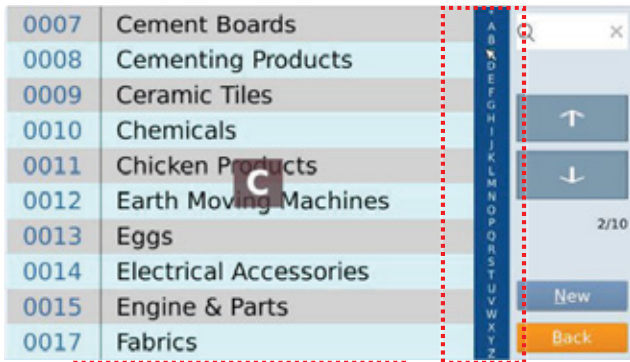 0007 Cement Boards
0008 Cementing Products
0009 Ceramic Tiles
0010 Chemicals
0011 Chicken Products
0012 Earth Moving Machines
0013 Eggs
0014 Electrical Accessories
0015 Engine & Parts
0017 Fabrics
C
*
A
B
D
E
F
G
H
I
J
K
L
M
N
O
P
Q
R
S
T
U
V
W
X
Y
Z
2/10
New
Back